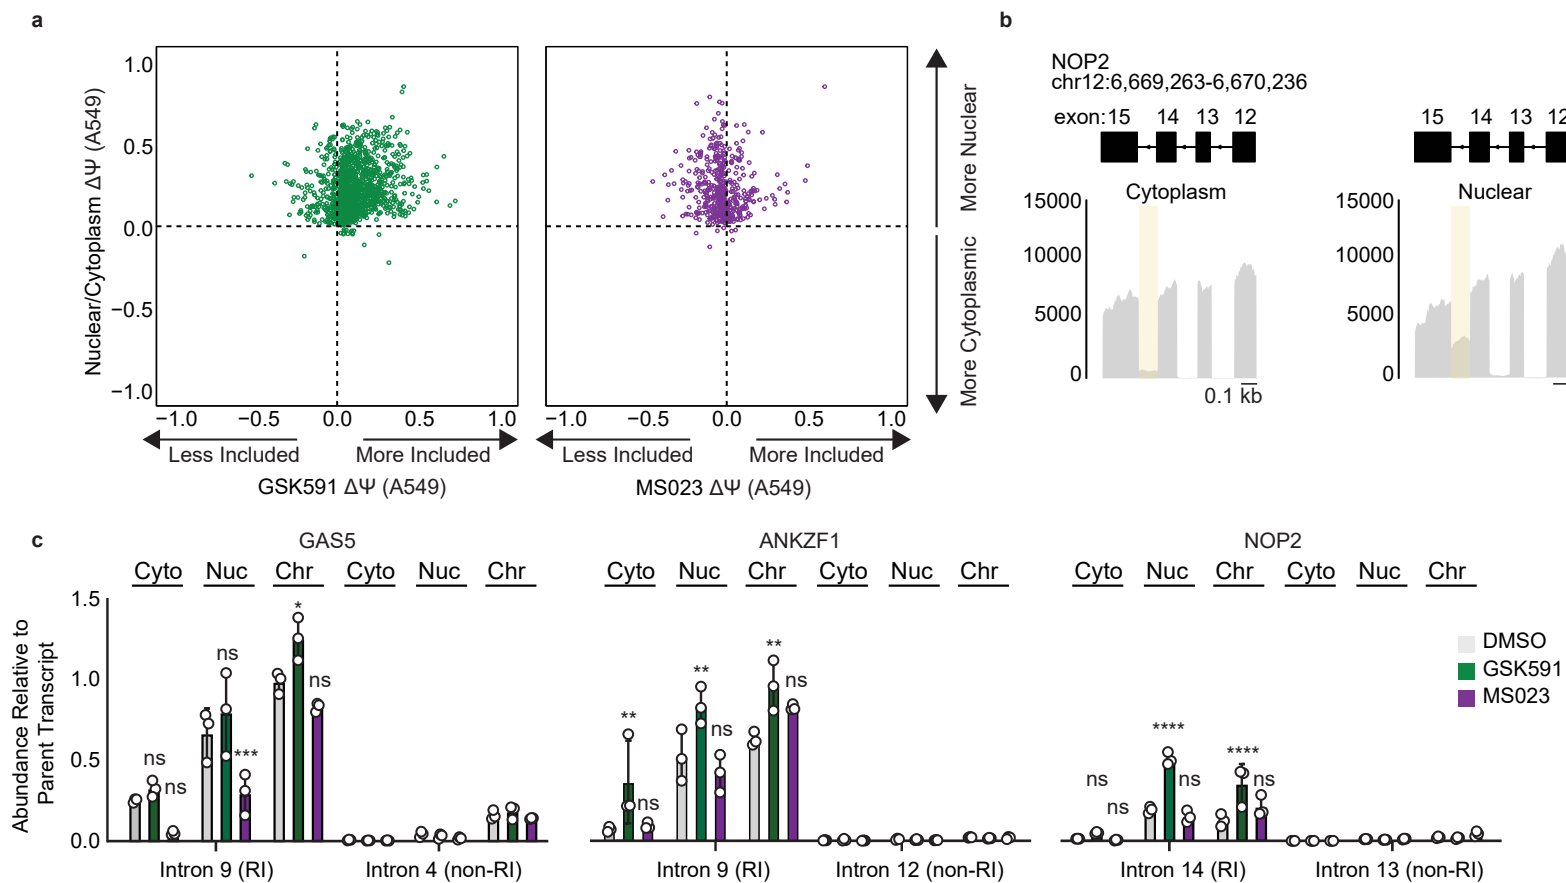 a
Nuclear/Cytoplasm ΔΨ (A549)
1.0
0.5
0.0
−0.5
−1.0
−1.0 −0.5 0.0 0.5 1.0
Less Included More Included
GSK591 ΔΨ (A549)
−1.0 −0.5 0.0 0.5 1.0
Less Included More Included
MS023 ΔΨ (A549)
More Nuclear
More Cytoplasmic
b
NOP2
chr12:6,669,263-6,670,236
exon:15 14 13 12
Cytoplasm
15000
10000
5000
0
0.1 kb
15 14 13 12
Nuclear
15000
10000
5000
0
c
Abundance Relative to
Parent Transcript
1.5
1.0
0.5
0.0
GAS5
Cyto Nuc Chr Cyto Nuc Chr
ns ns ns *** * ns
Intron 9 (RI) Intron 4 (non-RI)
ANKZF1
Cyto Nuc Chr Cyto Nuc Chr
** ns ** ns ** ns
Intron 9 (RI) Intron 12 (non-RI)
NOP2
Cyto Nuc Chr Cyto Nuc Chr
ns ns **** ns **** ns
Intron 14 (RI) Intron 13 (non-RI)
DMSO
GSK591
MS023